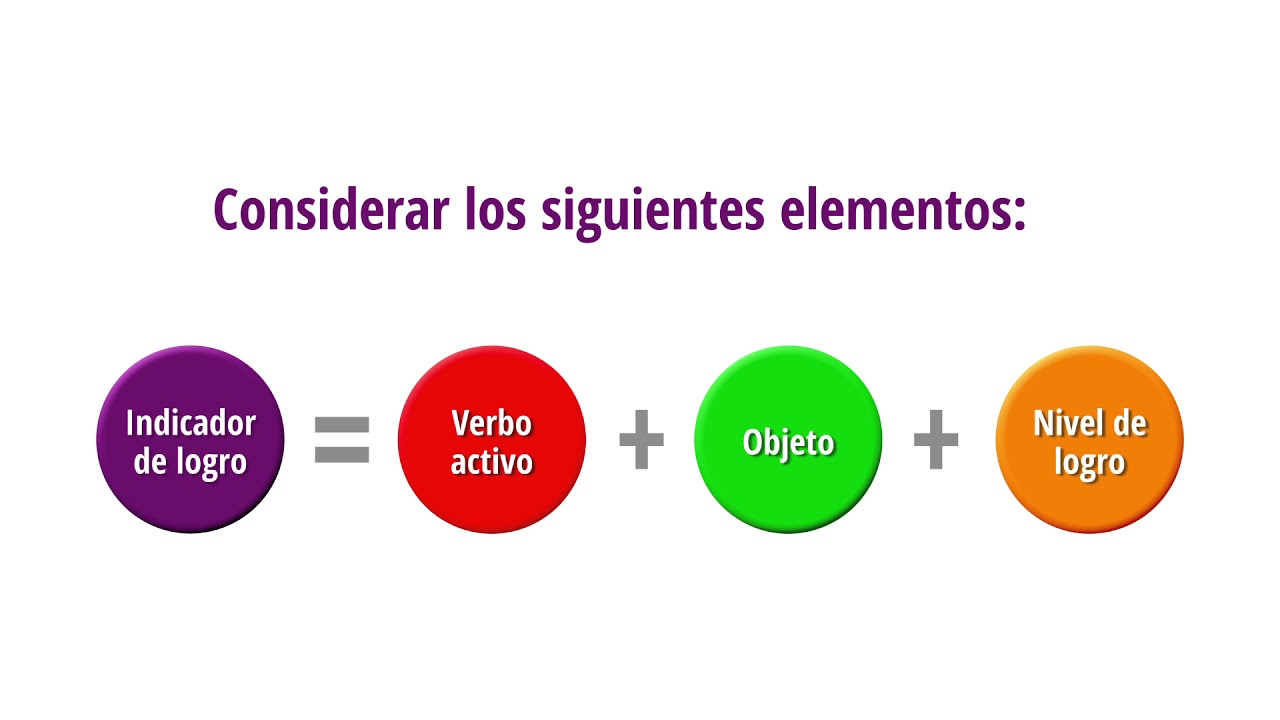 Considerar los siguientes elementos:
Indicador
de logro
=
Verbo
activo
+
Objeto
+
Nivel de
logro